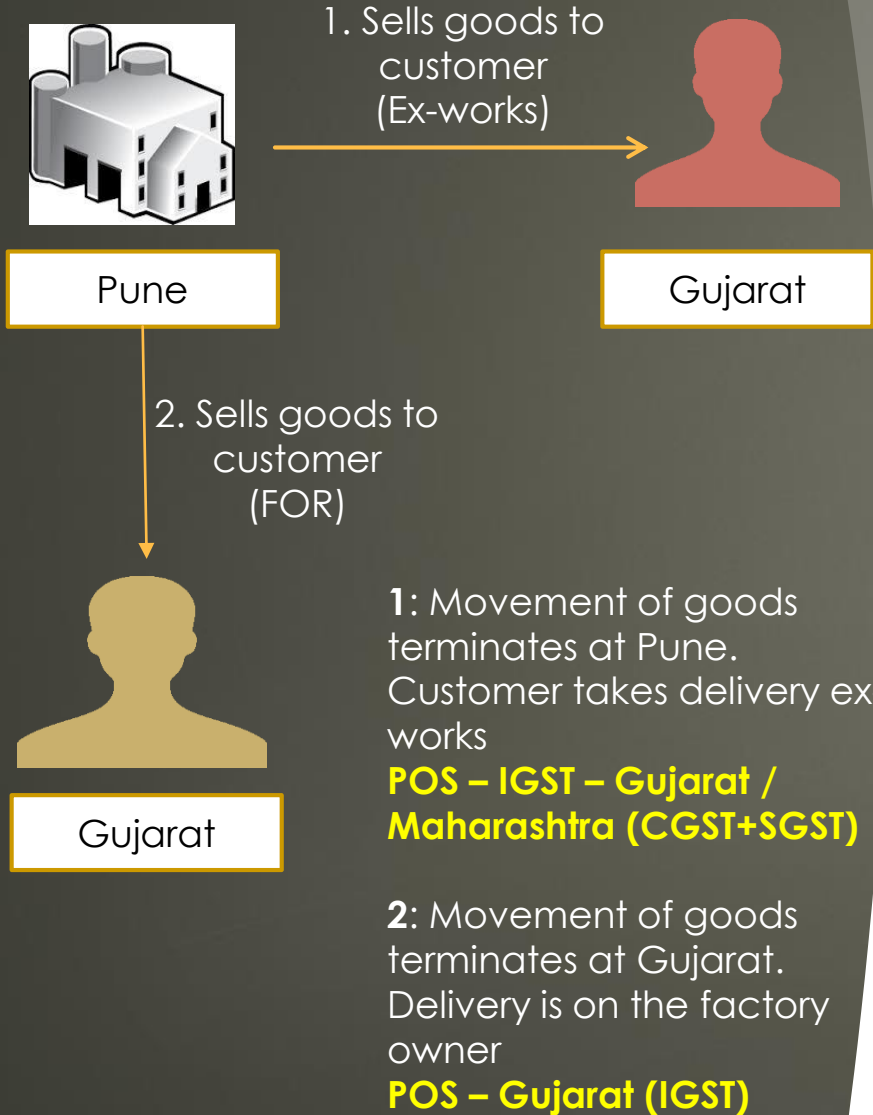 1. Sells goods to
customer
(Ex-works)
Pune
Gujarat
2. Sells goods to
customer
(FOR)
Gujarat
1: Movement of goods
terminates at Pune.
Customer takes delivery ex
works
POS – IGST – Gujarat /
Maharashtra (CGST+SGST)
2: Movement of goods
terminates at Gujarat.
Delivery is on the factory
owner
POS – Gujarat (IGST)